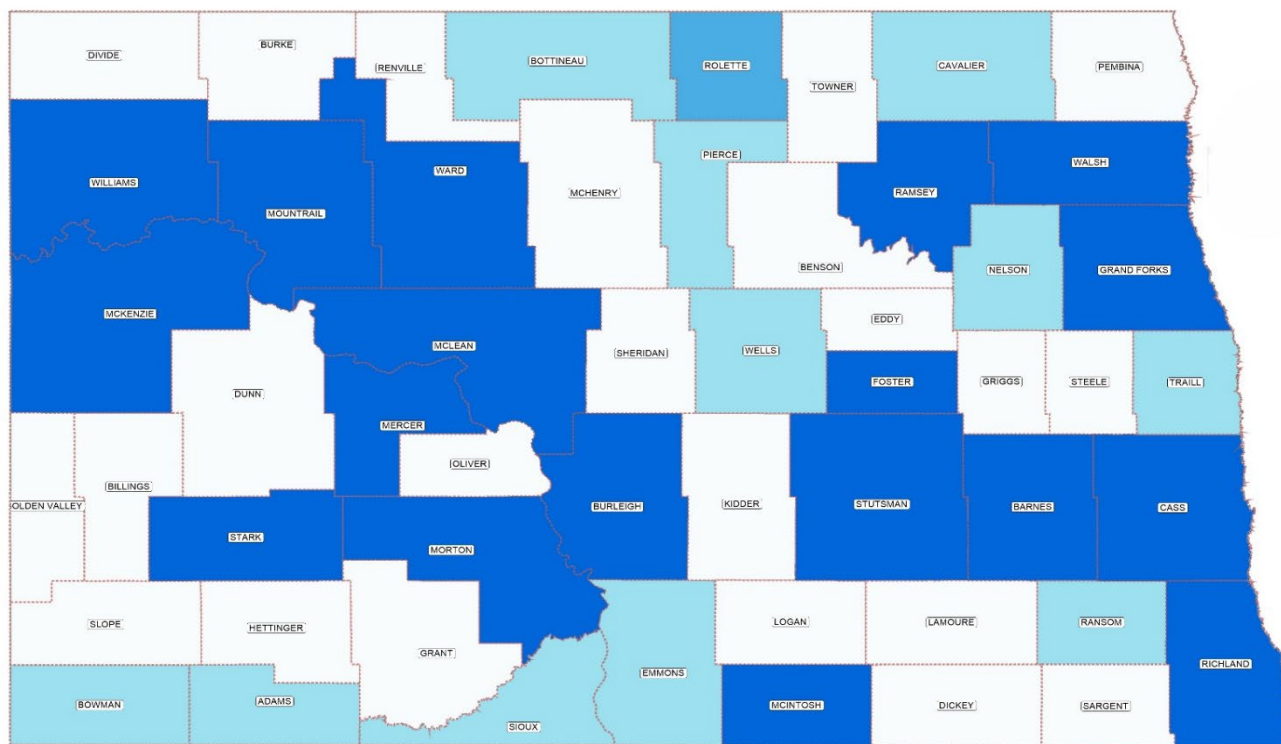 DIVIDE
BURKE
RENVILLE
BOTTINEAU
ROLETTE
TOWNER
CAVALIER
PEMBINA
WILLIAMS
MOUNTRAIL
WARD
MCHENRY
PIERCE
RAMSEY
WALSH
MCKENZIE
BENSON
NELSON
GRAND FORKS
MCLEAN
SHERIDAN
WELLS
EDDY
DUNN
FOSTER
GRIGGS
STEELE
TRAILL
MERCER
OLIVER
BILLINGS
OLDEN VALLEY
STARK
MORTON
BURLEIGH
KIDDER
STUTSMAN
BARNES
CASS
SLOPE
HETTINGER
GRANT
LOGAN
LAMOURE
RANSOM
RICHLAND
BOWMAN
ADAMS
SIOUX
EMMONS
MCINTOSH
DICKEY
SARGENT